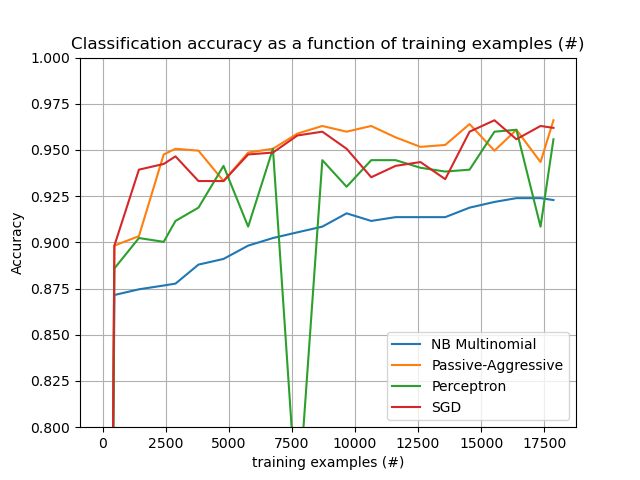 Classification accuracy as a function of training examples (#)
1.000
0.975
0.950
0.925
0.900
0.875
0.850
0.825
0.800
Accuracy
NB Multinomial
Passive-Aggressive
Perceptron
SGD
0 2500 5000 7500 10000 12500 15000 17500
training examples (#)